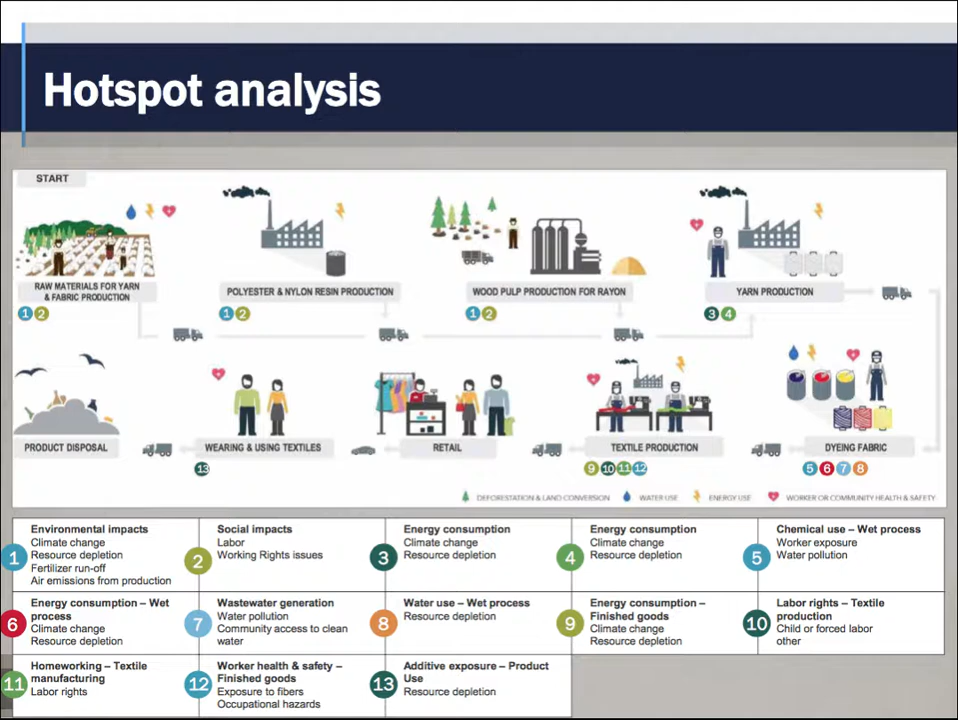 Hotspot analysis
START
RAW MATERIALS FOR YARN
& FABRIC PRODUCTION
1 2
POLYESTER & NYLON RESIN PRODUCTION
1 2
WOOD PULP PRODUCTION FOR RAYON
1 2
YARN PRODUCTION
3 4
PRODUCT DISPOSAL
WEARING & USING TEXTILES
13
RETAIL
TEXTILE PRODUCTION
9 10 11 12
DYEING FABRIC
5 6 7 8
DEFORESTATION & LAND CONVERSION
WATER USE
ENERGY USE
WORKER OR COMMUNITY HEALTH & SAFETY
1
Environmental impacts
Climate change
Resource depletion
Fertilizer run-off
Air emissions from production
2
Social impacts
Labor
Working Rights issues
3
Energy consumption
Climate change
Resource depletion
4
Energy consumption
Climate change
Resource depletion
5
Chemical use – Wet process
Worker exposure
Water pollution
6
Energy consumption – Wet
process
Climate change
Resource depletion
7
Wastewater generation
Water pollution
Community access to clean
water
8
Water use – Wet process
Resource depletion
9
Energy consumption –
Finished goods
Climate change
Resource depletion
10
Labor rights – Textile
production
Child or forced labor
other
11
Homeworking – Textile
manufacturing
Labor rights
12
Worker health & safety –
Finished goods
Exposure to fibers
Occupational hazards
13
Additive exposure – Product
Use
Resource depletion